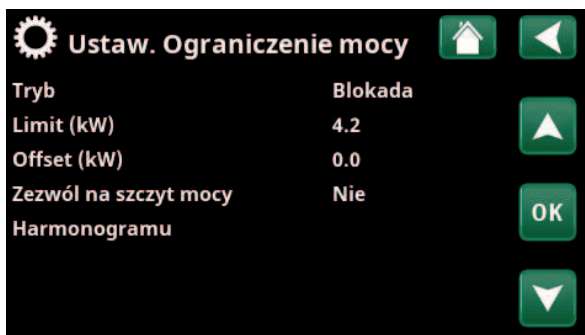 Ustaw. Ograniczenie mocy
Tryb Blokada
Limit (kW) 4.2
Offset (kW) 0.0
Zezwól na szczyt mocy Nie
Harmonogramu
OK